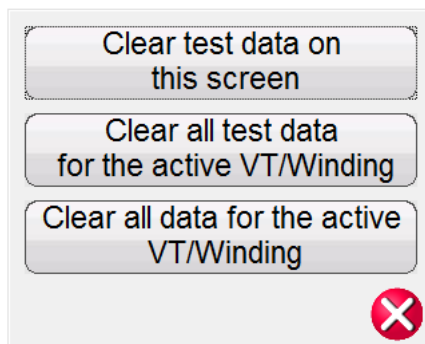 Clear test data on
this screen
Clear all test data
for the active VT/Winding
Clear all data for the active
VT/Winding